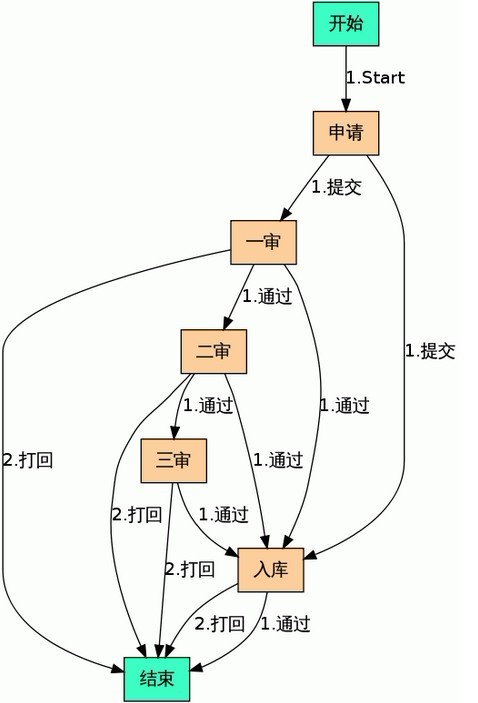 开始
1.Start
申请
1.提交
一审
1.通过
二审
1.提交
1.通过
1.通过
三审
1.通过
2.打回
2.打回
1.通过
2.打回
入库
2.打回
1.通过
结束